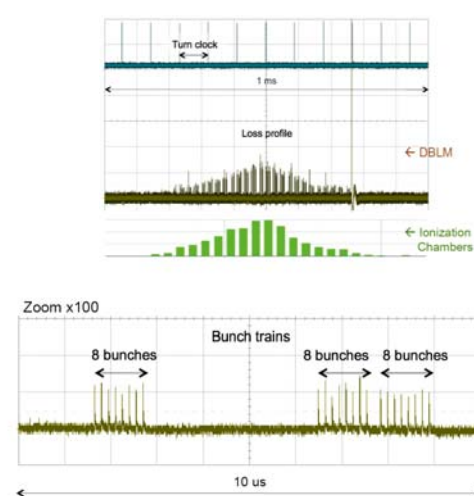 Turn clock
1 ms
Loss profile
← DBLM
← Ionization
Chambers
Zoom x100
Bunch trains
8 bunches
8 bunches
8 bunches
10 us